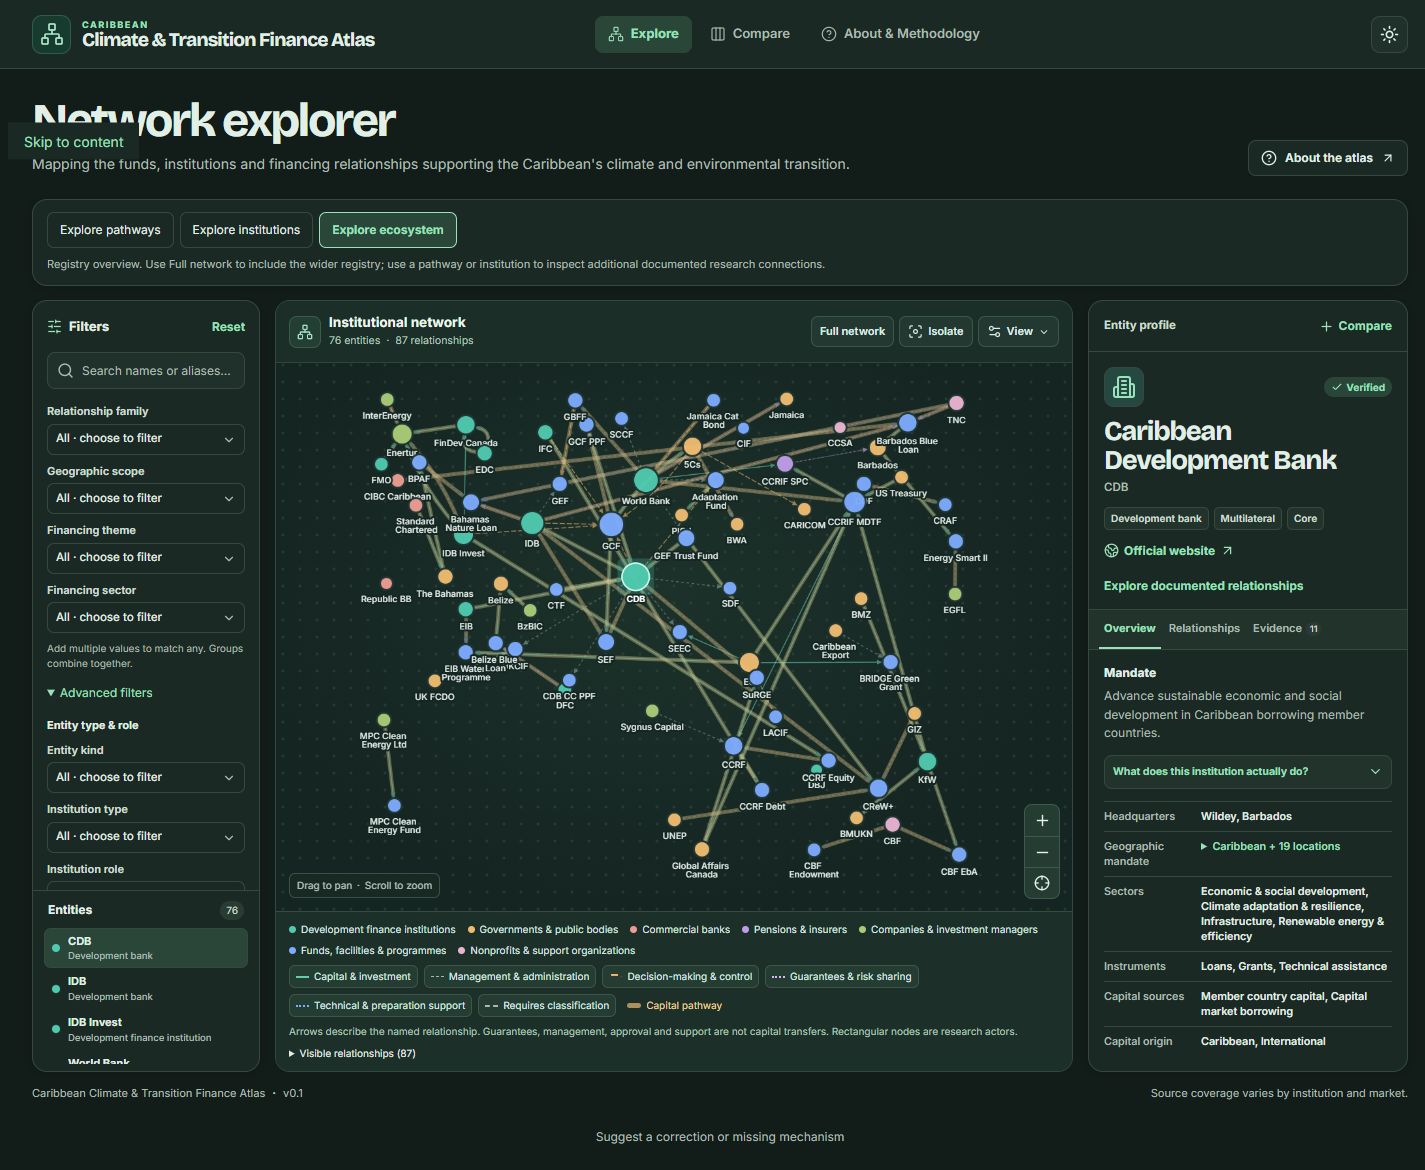 CARIBBEAN
Climate & Transition Finance Atlas
Explore
Compare
About & Methodology
Network explorer
Skip to content
Mapping the funds, institutions and financing relationships supporting the Caribbean's climate and environmental transition.
About the atlas
Explore pathways
Explore institutions
Explore ecosystem
Registry overview. Use Full network to include the wider registry; use a pathway or institution to inspect additional documented research connections.
Filters
Reset
Search names or aliases...
Relationship family
All · choose to filter
Geographic scope
All · choose to filter
Financing theme
All · choose to filter
Financing sector
All · choose to filter
Add multiple values to match any. Groups
combine together.
Advanced filters
Entity type & role
Entity kind
All · choose to filter
Institution type
All · choose to filter
Institution role
Entities
76
CDB
Development bank
IDB
Development bank
IDB Invest
Development finance institution
World Bank
Institutional network
76 entities · 87 relationships
Full network
Isolate
View
InterEnergy
GBFF
GCF PPF
SCCF
Jamaica Cat
Bond
Jamaica
TNC
Enertur
FinDev Canada
IFC
CIF
CCSA
Barbados Blue
Loan
EDC
5Cs
Barbados
FMO
BPAF
CCRIF SPC
CIBC Caribbean
GEF
World Bank
Adaptation
Fund
US Treasury
Standard
Chartered
Bahamas
Nature Loan
CARICOM
CCRIF MDTF
CRAF
IDB Invest
IDB
GCF
BWA
GEF Trust Fund
Energy Smart II
Republic BB
The Bahamas
Belize
CTF
CDB
SDF
BMZ
EGFL
EIB
BzBIC
SEF
SEEC
Caribbean
Export
EIB Water
Programme
Belize Blue
Loan
UK FCDO
CDB CC PPF
DFC
SuRGE
BRIDGE Green
Grant
Sygnus Capital
LACIF
GIZ
MPC Clean
Energy Ltd
CCRF
CCRF Equity
DBJ
KfW
CCRF Debt
CReW+
MPC Clean
Energy Fund
UNEP
BMUKN
CBF
Global Affairs
Canada
CBF
Endowment
CBF EbA
Drag to pan · Scroll to zoom
Development finance institutions
Governments & public bodies
Commercial banks
Pensions & insurers
Companies & investment managers
Funds, facilities & programmes
Nonprofits & support organizations
Capital & investment
Management & administration
Decision-making & control
Guarantees & risk sharing
Technical & preparation support
Requires classification
Capital pathway
Arrows describe the named relationship. Guarantees, management, approval and support are not capital transfers. Rectangular nodes are research actors.
Visible relationships (87)
Entity profile
Compare
Verified
Caribbean
Development Bank
CDB
Development bank
Multilateral
Core
Official website
Explore documented relationships
Overview
Relationships
Evidence 11
Mandate
Advance sustainable economic and social
development in Caribbean borrowing member
countries.
What does this institution actually do?
Headquarters
Wildey, Barbados
Geographic
mandate
Caribbean + 19 locations
Sectors
Economic & social development,
Climate adaptation & resilience,
Infrastructure, Renewable energy &
efficiency
Instruments
Loans, Grants, Technical assistance
Capital sources
Member country capital, Capital
market borrowing
Capital origin
Caribbean, International
Caribbean Climate & Transition Finance Atlas · v0.1
Source coverage varies by institution and market.
Suggest a correction or missing mechanism